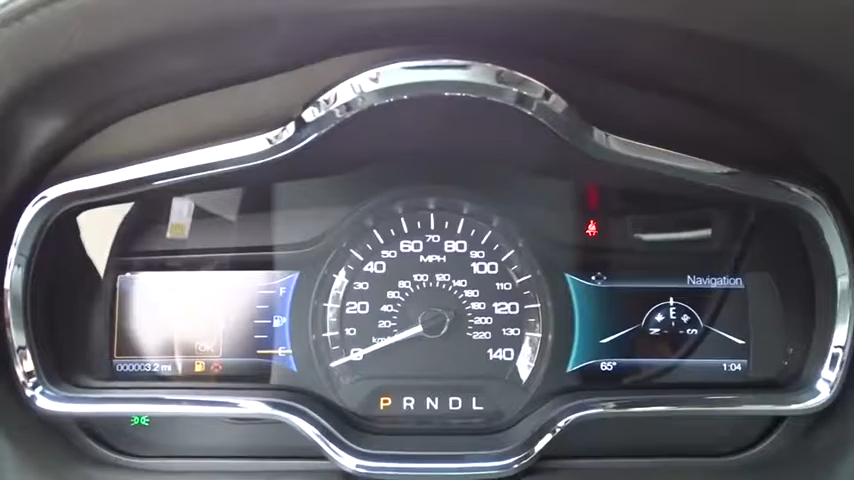 F
E
OK
000003.2 mi
0 10 20 30 40 50 60 70 80 90 100 110 120 130 140
MPH
20 40 60 80 100 120 140 160 180 200 220
km/h
P R N D L
Navigation
N E S
65°
1:04